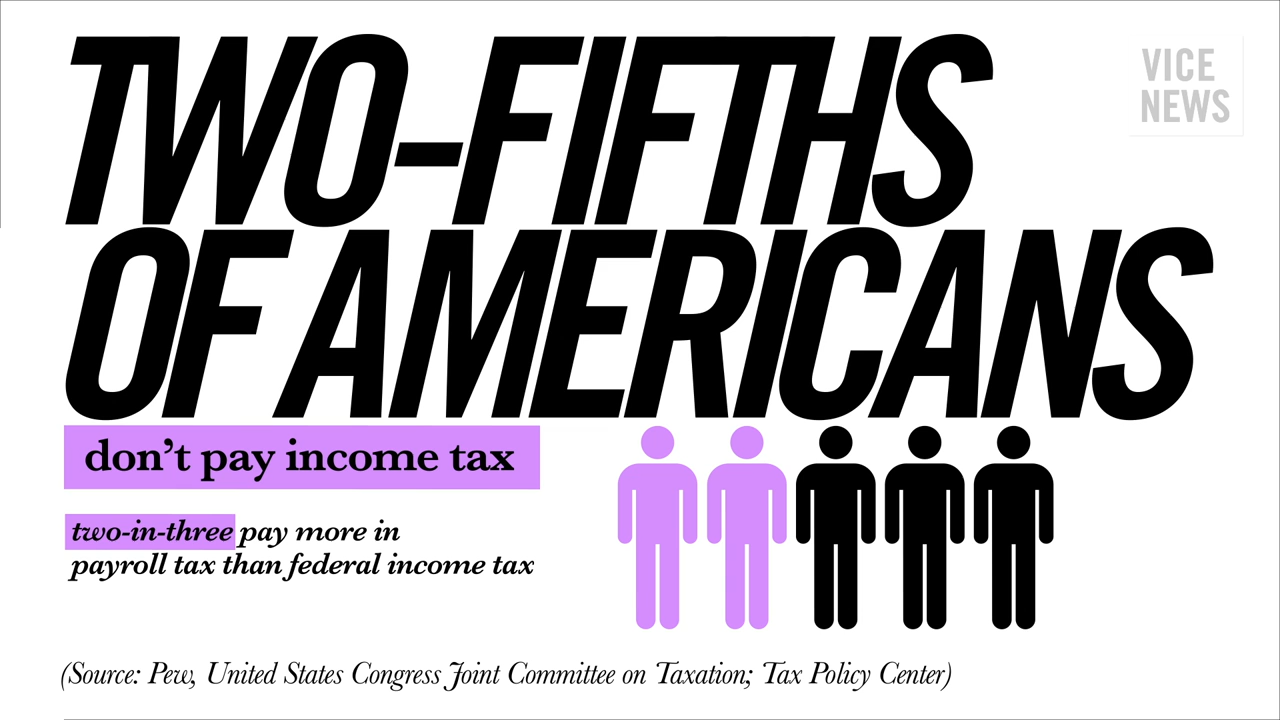 TWO-FIFTHS
VICE
NEWS
OF AMERICANS
don't pay income tax
two-in-three pay more in
payroll tax than federal income tax
(Source: Pew, United States Congress Joint Committee on Taxation; Tax Policy Center)